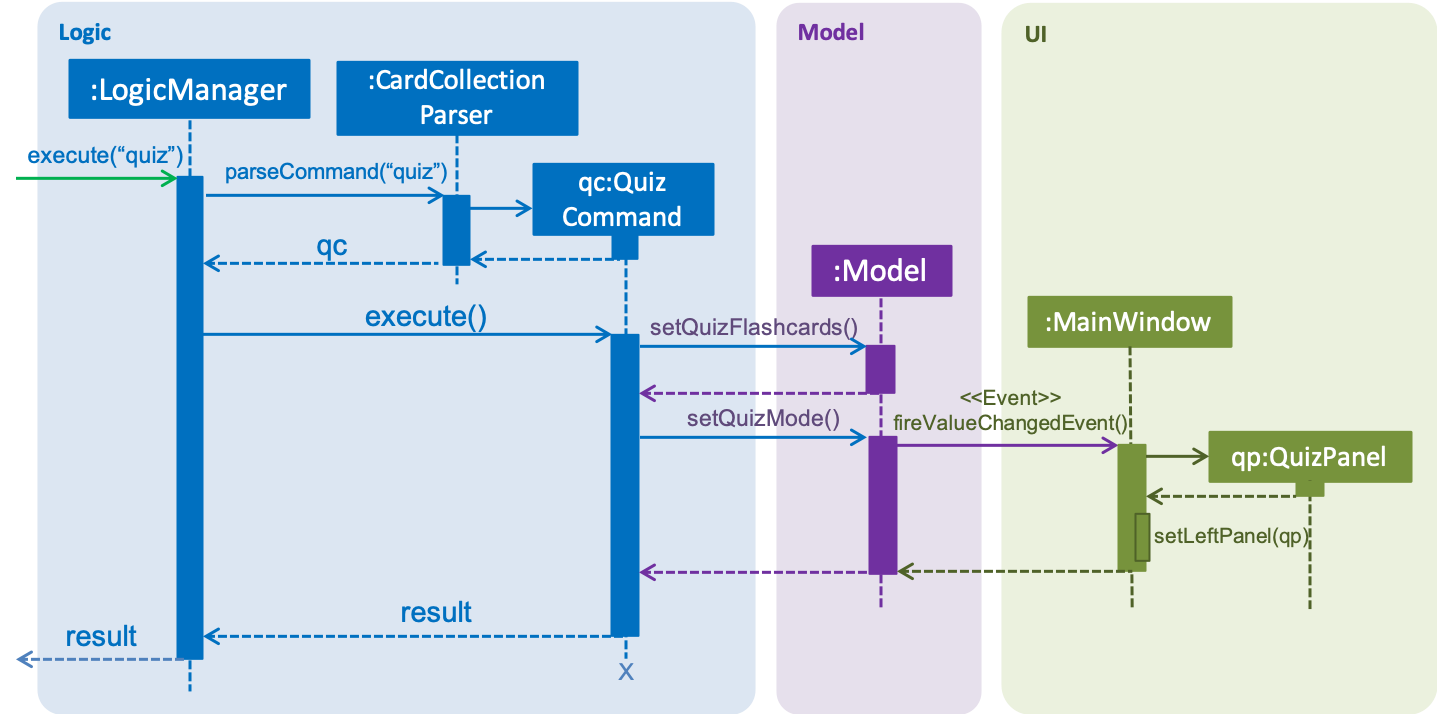 Logic
Model
UI
:LogicManager
:CardCollection
Parser
execute(“quiz”)
parseCommand(“quiz”)
qc:Quiz
Command
qc
:Model
:MainWindow
execute()
setQuizFlashcards()
<<Event>>
setQuizMode()
fireValueChangedEvent()
qp:QuizPanel
setLeftPanel(qp)
result
result
X